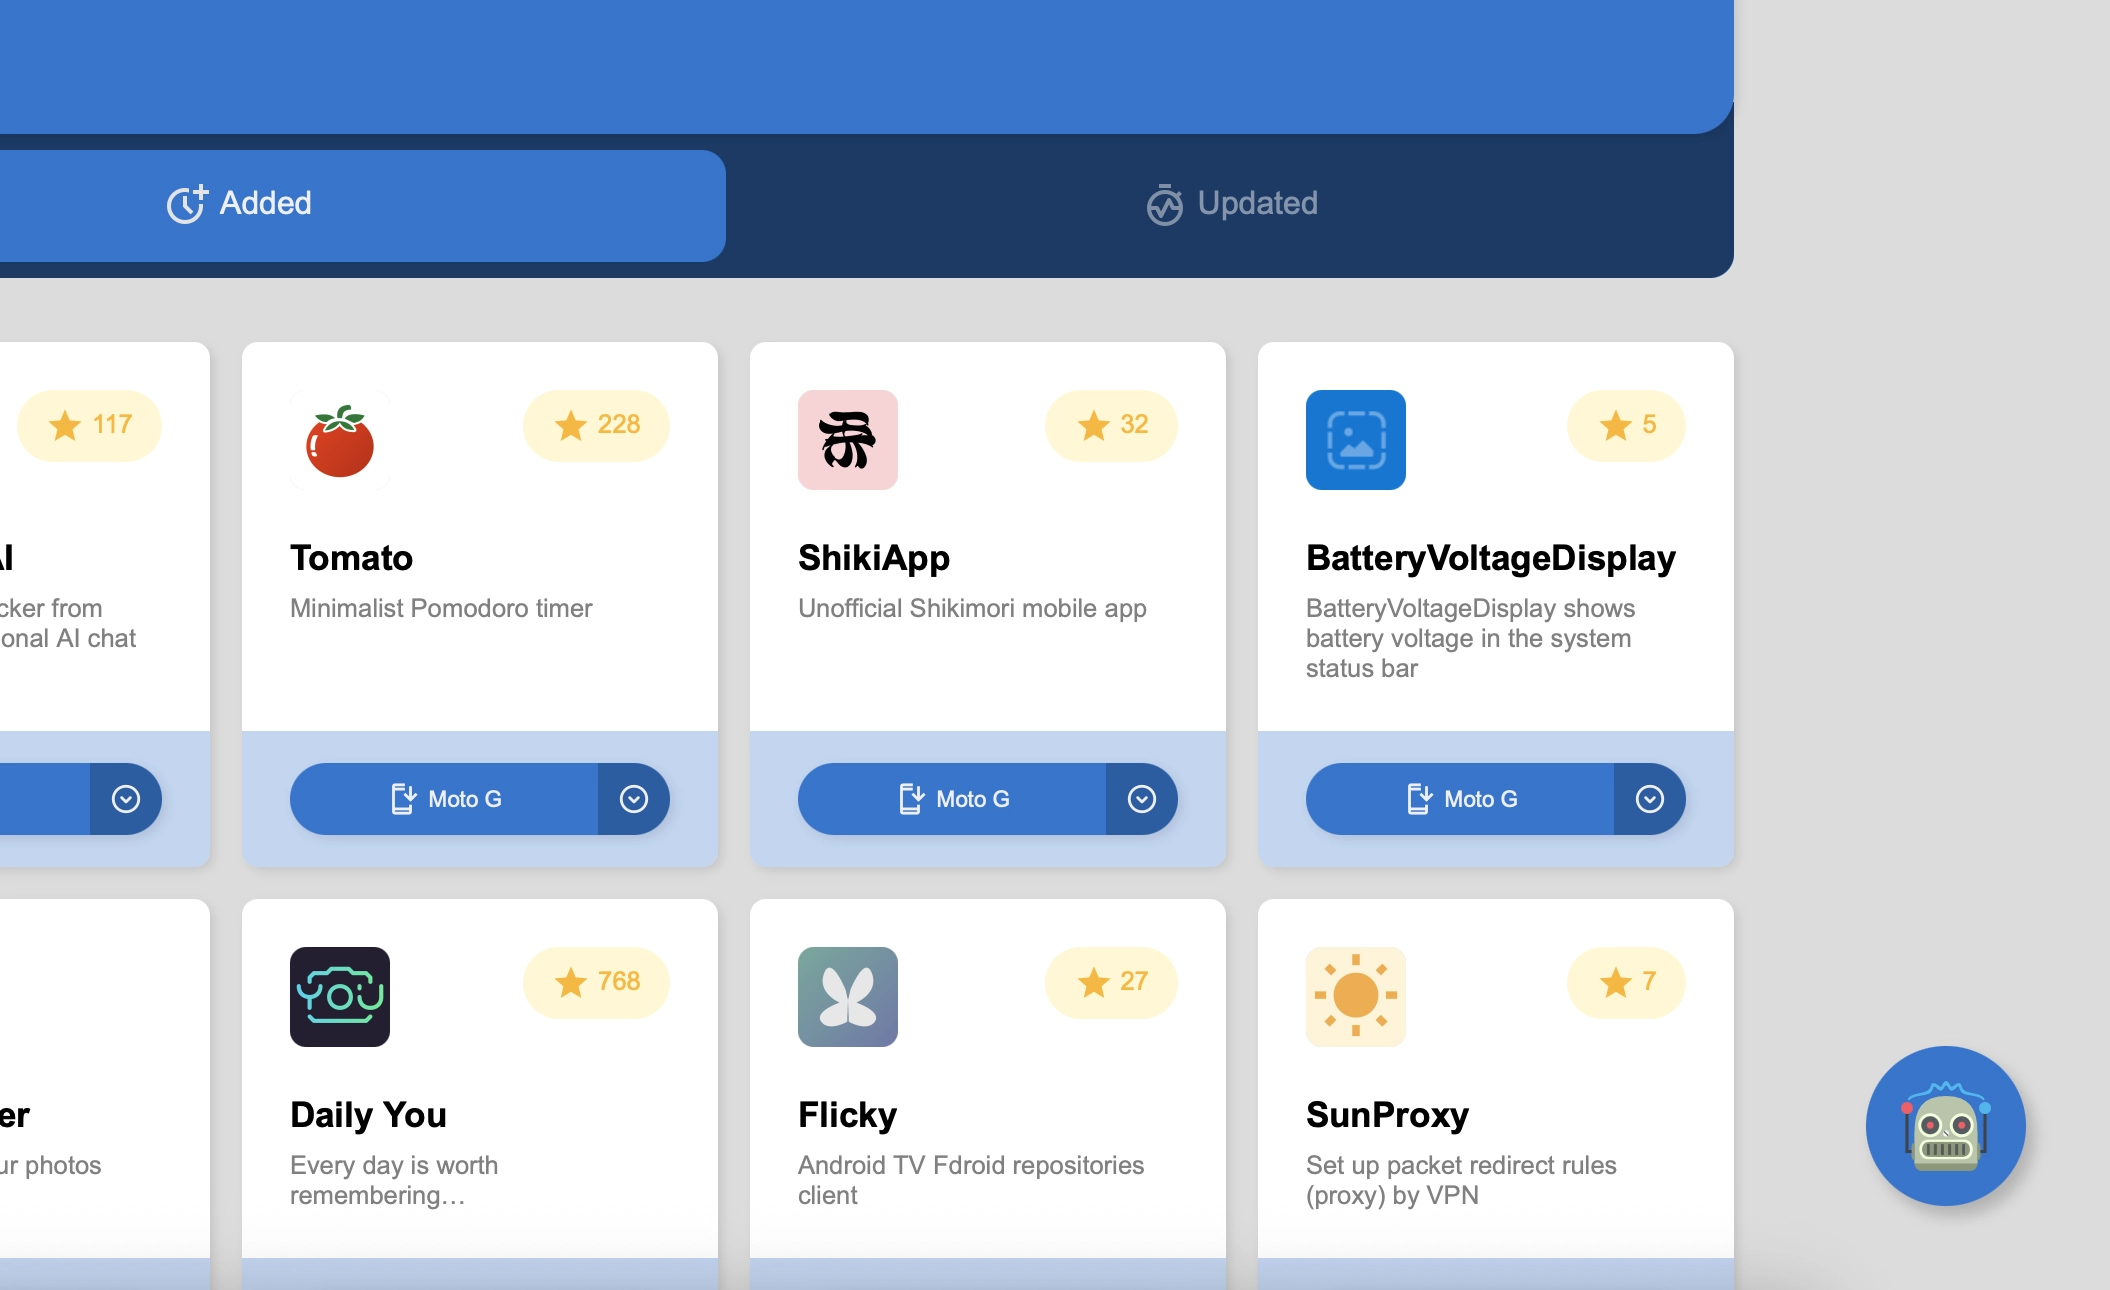 Added
Updated
117
AI
cker from
onal AI chat
228
Tomato
Minimalist Pomodoro timer
Moto G
32
ShikiApp
Unofficial Shikimori mobile app
Moto G
5
BatteryVoltageDisplay
BatteryVoltageDisplay shows
battery voltage in the system
status bar
Moto G
er
ur photos
768
Daily You
Every day is worth
remembering…
27
Flicky
Android TV Fdroid repositories
client
7
SunProxy
Set up packet redirect rules
(proxy) by VPN